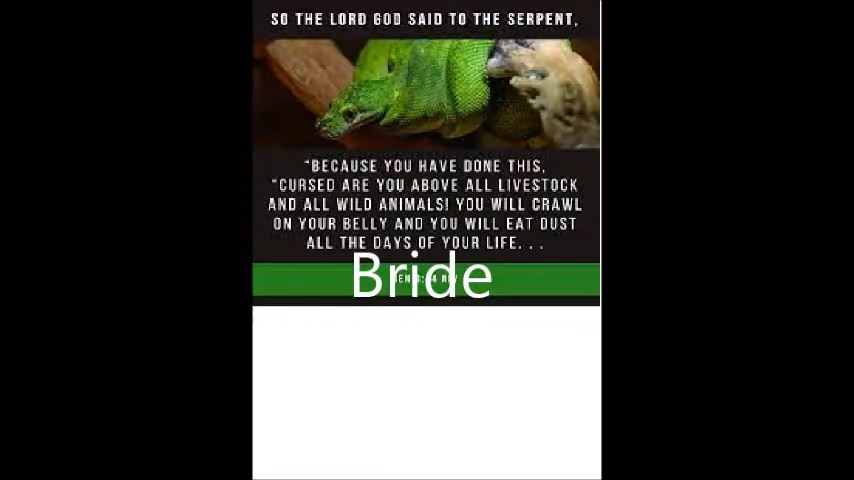 SO THE LORD GOD SAID TO THE SERPENT,
"BECAUSE YOU HAVE DONE THIS,
"CURSED ARE YOU ABOVE ALL LIVESTOCK
AND ALL WILD ANIMALS! YOU WILL CRAWL
ON YOUR BELLY AND YOU WILL EAT DUST
ALL THE DAYS OF YOUR LIFE. . .
Bride